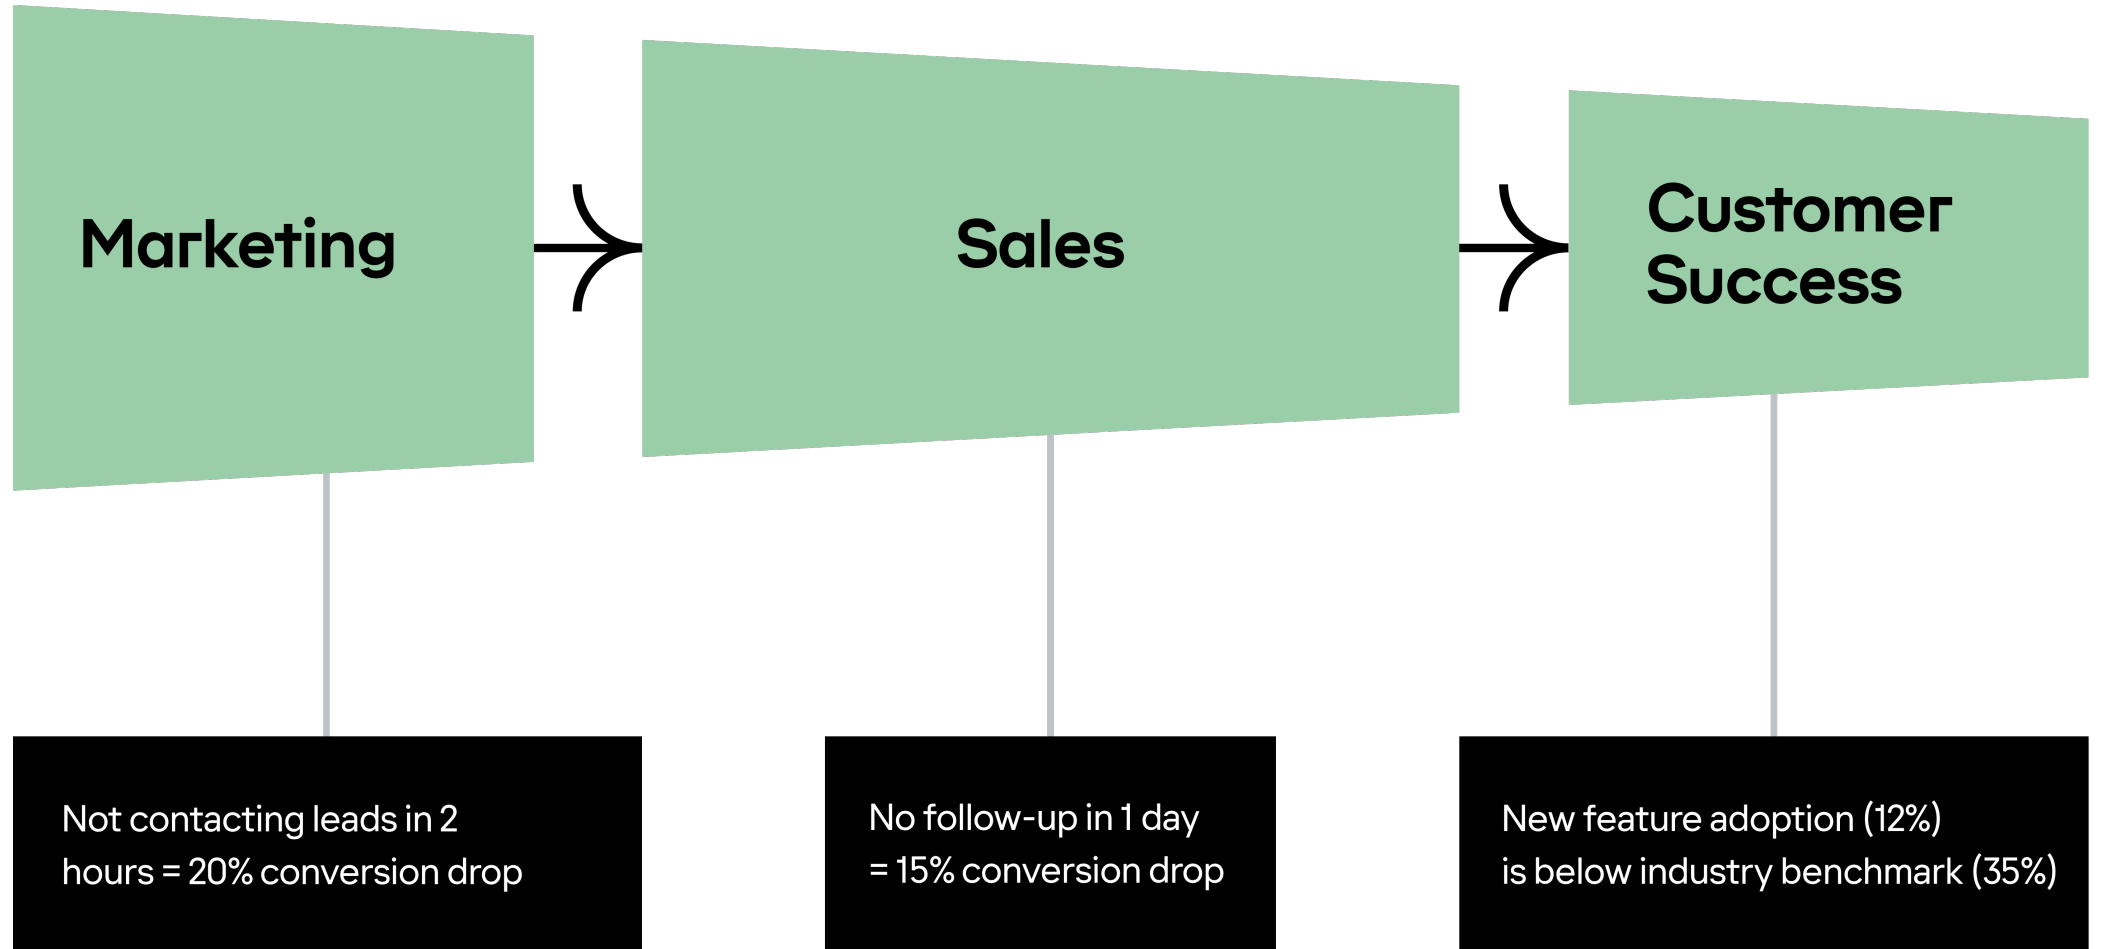 Marketing
Sales
Customer
Success
Not contacting leads in 2
hours = 20% conversion drop
No follow-up in 1 day
= 15% conversion drop
New feature adoption (12%)
is below industry benchmark (35%)